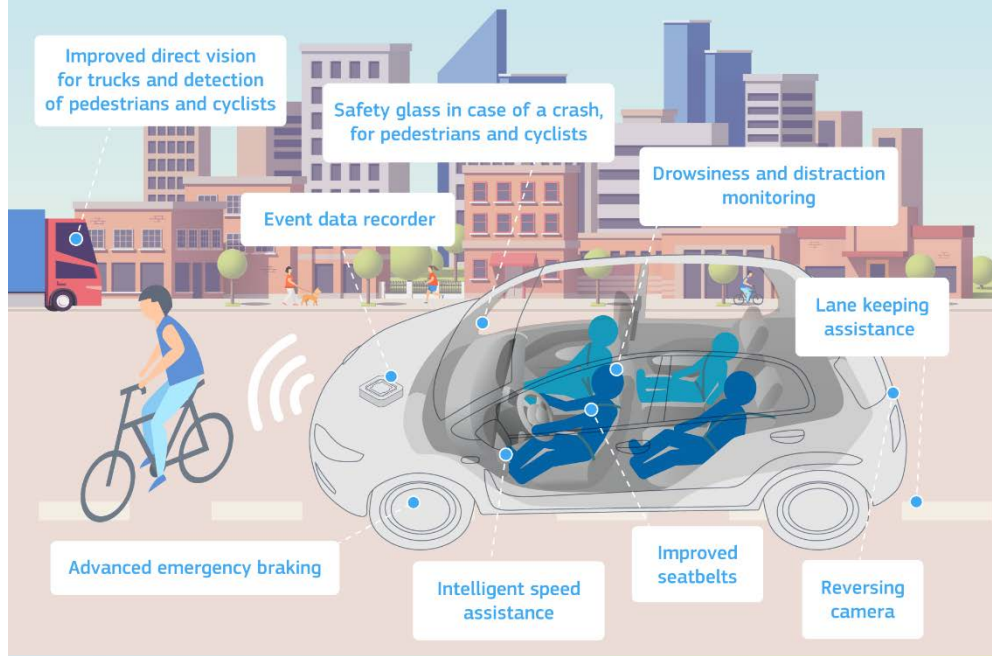 Improved direct vision
for trucks and detection
of pedestrians and cyclists
Safety glass in case of a crash,
for pedestrians and cyclists
Drowsiness and distraction
monitoring
Event data recorder
Lane keeping
assistance
Advanced emergency braking
Intelligent speed
assistance
Improved
seatbelts
Reversing
camera